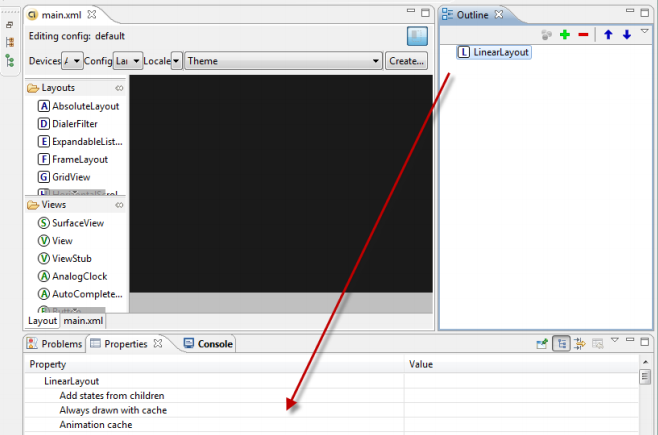 main.xml
Outline
Editing config: default
Devices Config Locale Theme Create...
L LinearLayout
Layouts
A AbsoluteLayout
D DialerFilter
E ExpandableList...
F FrameLayout
G GridView
Views
S SurfaceView
V View
V ViewStub
A AnalogClock
A AutoComplete...
Layout main.xml
Problems Properties Console
Property Value
LinearLayout
Add states from children
Always drawn with cache
Animation cache